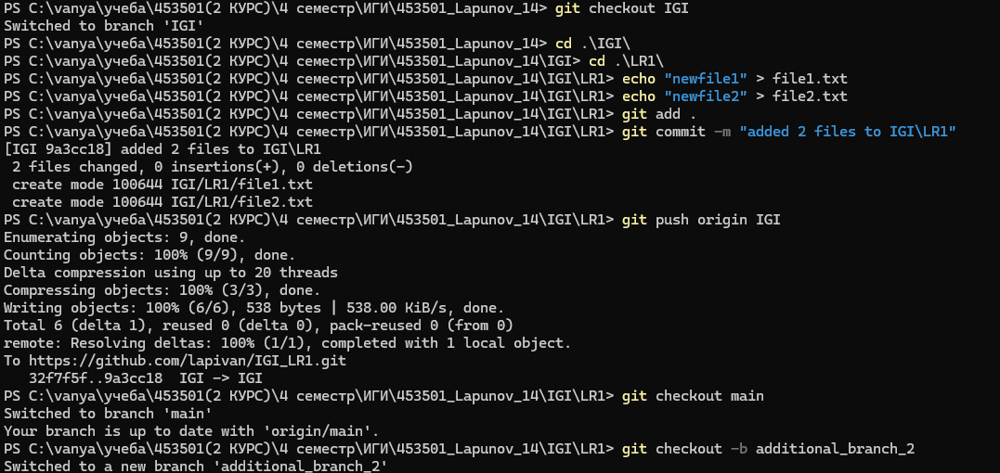 PS C:\vanya\учеба\453501(2 КУРС)\4 семестр\ИГИ\453501_Lapunov_14> git checkout IGI
Switched to branch 'IGI'
PS C:\vanya\учеба\453501(2 КУРС)\4 семестр\ИГИ\453501_Lapunov_14> cd .\IGI\
PS C:\vanya\учеба\453501(2 КУРС)\4 семестр\ИГИ\453501_Lapunov_14\IGI> cd .\LR1\
PS C:\vanya\учеба\453501(2 КУРС)\4 семестр\ИГИ\453501_Lapunov_14\IGI\LR1> echo "newfile1" > file1.txt
PS C:\vanya\учеба\453501(2 КУРС)\4 семестр\ИГИ\453501_Lapunov_14\IGI\LR1> echo "newfile2" > file2.txt
PS C:\vanya\учеба\453501(2 КУРС)\4 семестр\ИГИ\453501_Lapunov_14\IGI\LR1> git add .
PS C:\vanya\учеба\453501(2 КУРС)\4 семестр\ИГИ\453501_Lapunov_14\IGI\LR1> git commit -m "added 2 files to IGI\LR1"
[IGI 9a3cc18] added 2 files to IGI\LR1
 2 files changed, 0 insertions(+), 0 deletions(-)
 create mode 100644 IGI/LR1/file1.txt
 create mode 100644 IGI/LR1/file2.txt
PS C:\vanya\учеба\453501(2 КУРС)\4 семестр\ИГИ\453501_Lapunov_14\IGI\LR1> git push origin IGI
Enumerating objects: 9, done.
Counting objects: 100% (9/9), done.
Delta compression using up to 20 threads
Compressing objects: 100% (3/3), done.
Writing objects: 100% (6/6), 538 bytes | 538.00 KiB/s, done.
Total 6 (delta 1), reused 0 (delta 0), pack-reused 0 (from 0)
remote: Resolving deltas: 100% (1/1), completed with 1 local object.
To https://github.com/lapivan/IGI_LR1.git
   32f7f5f..9a3cc18  IGI -> IGI
PS C:\vanya\учеба\453501(2 КУРС)\4 семестр\ИГИ\453501_Lapunov_14\IGI\LR1> git checkout main
Switched to branch 'main'
Your branch is up to date with 'origin/main'.
PS C:\vanya\учеба\453501(2 КУРС)\4 семестр\ИГИ\453501_Lapunov_14\IGI\LR1> git checkout -b additional_branch_2
Switched to a new branch 'additional_branch_2'